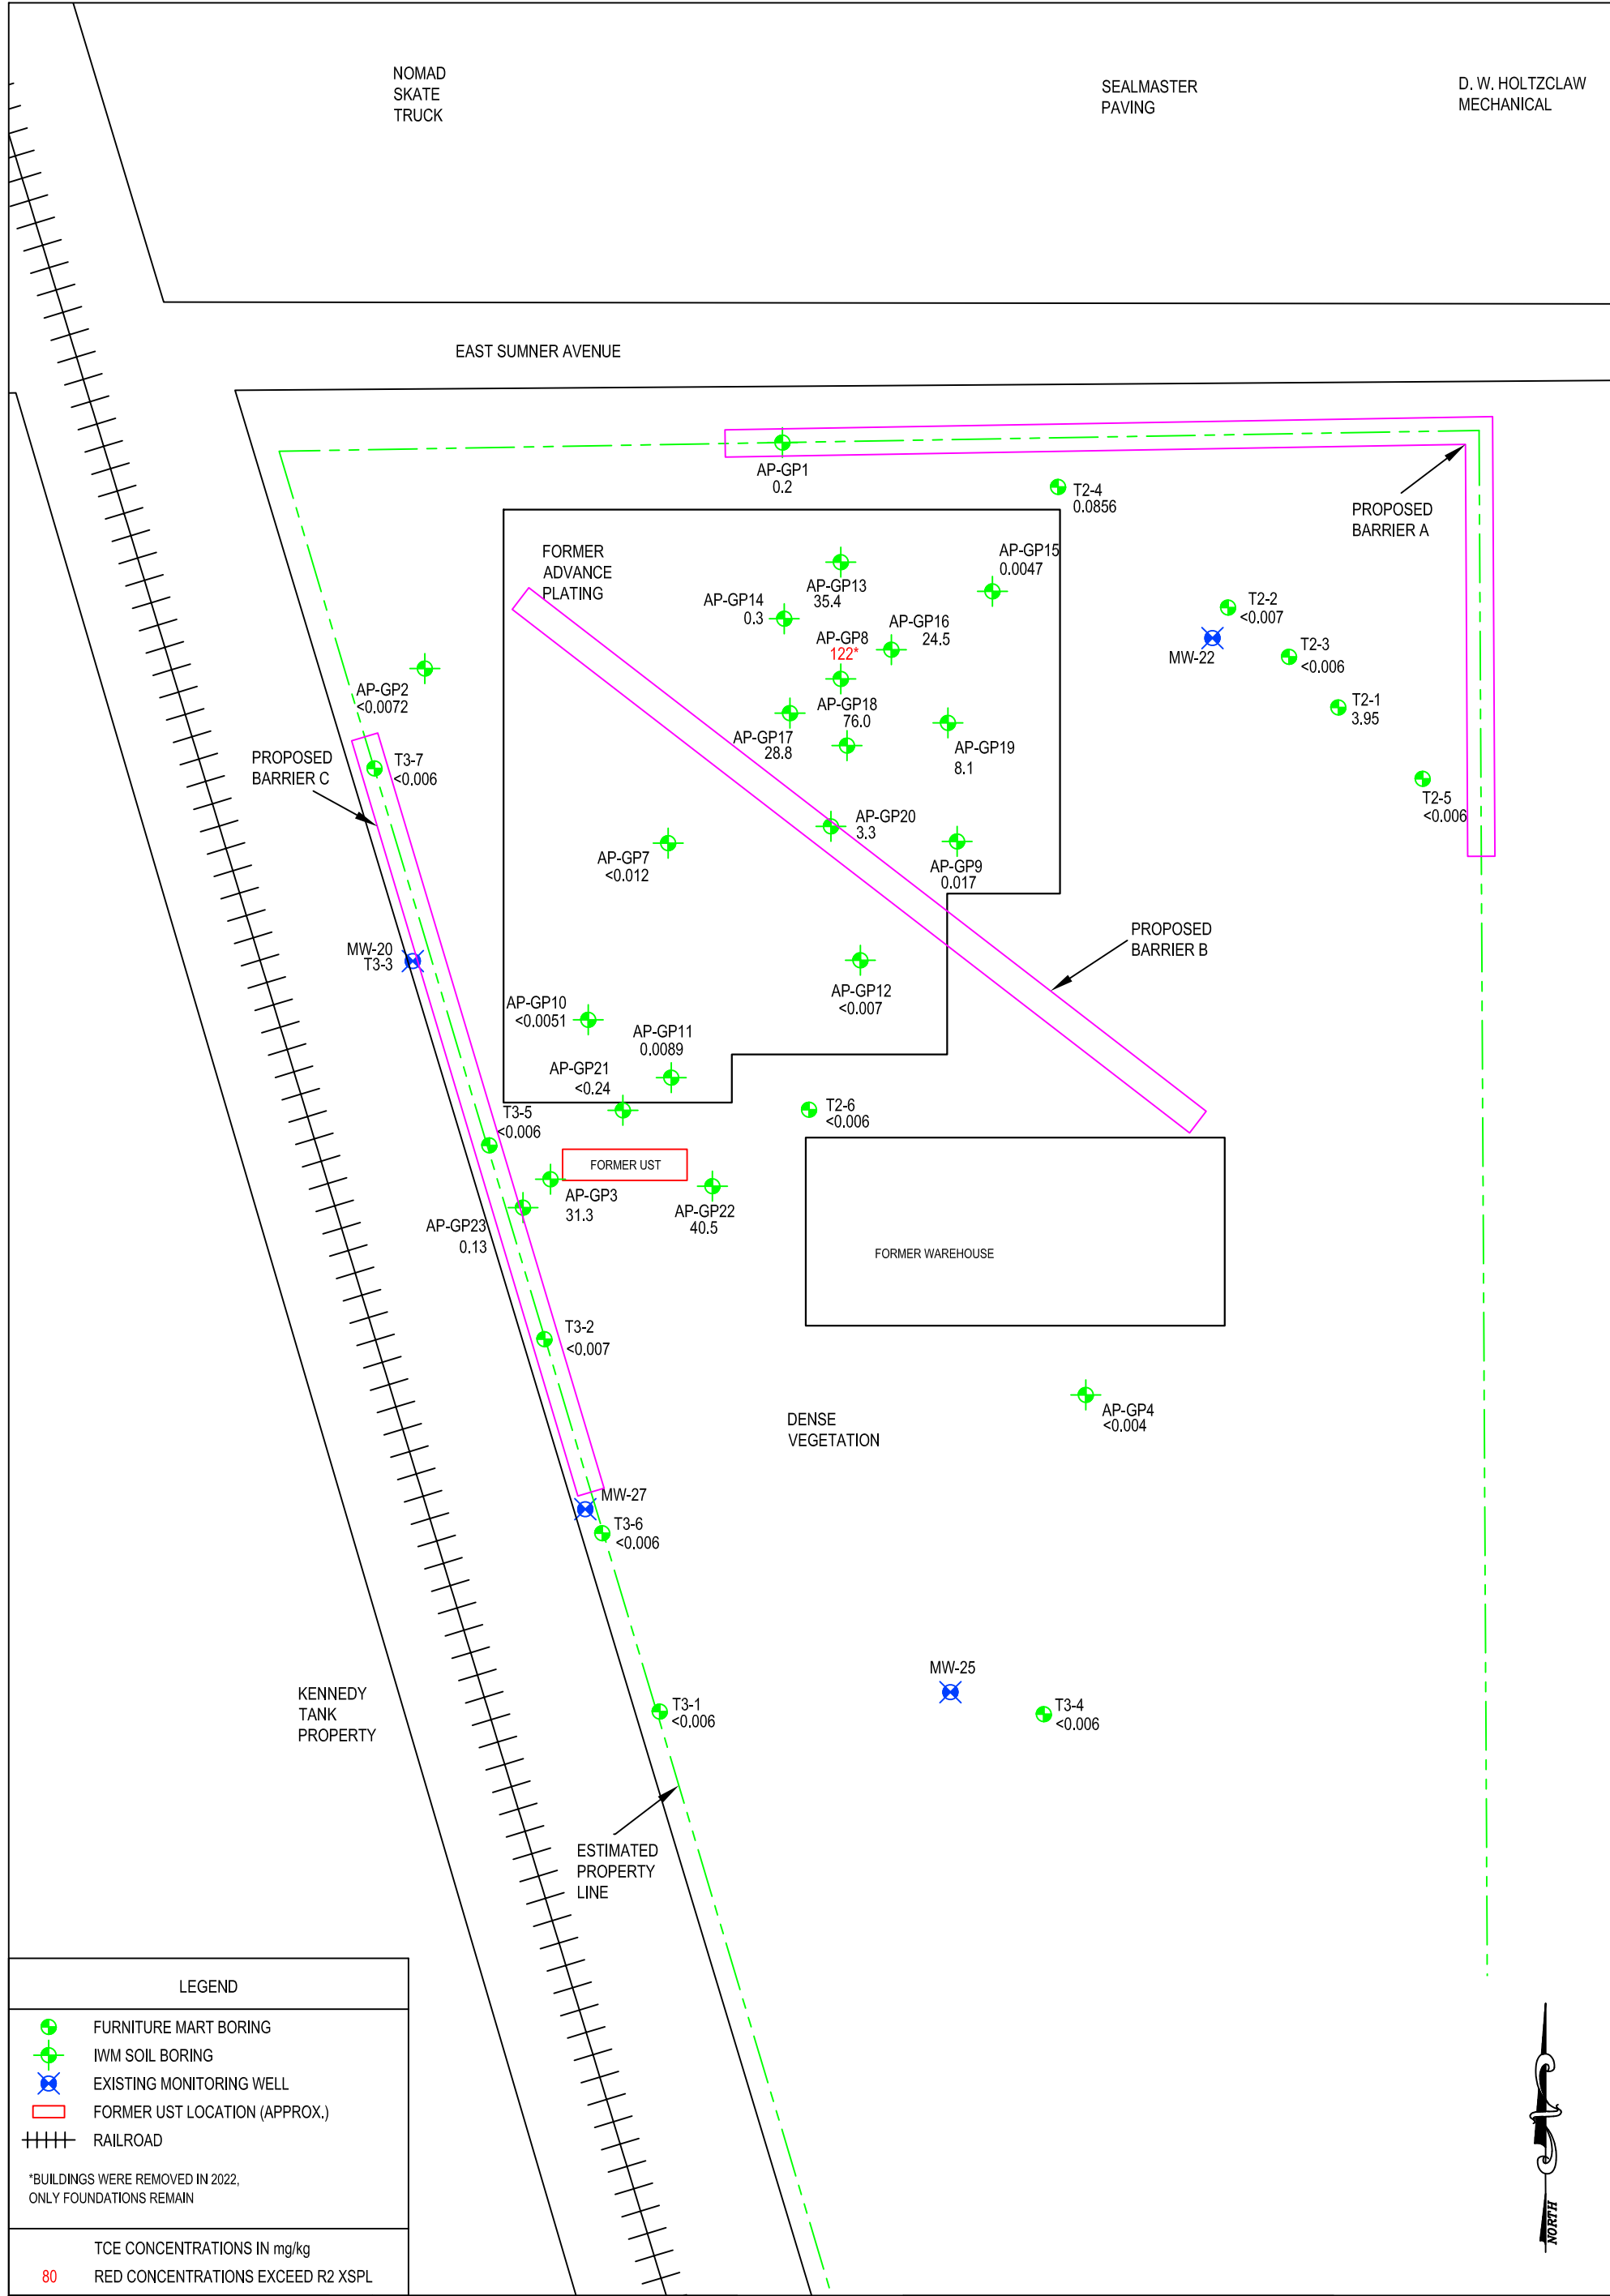 NOMAD
SKATE
TRUCK
SEALMASTER
PAVING
D. W. HOLTZCLAW
MECHANICAL
EAST SUMNER AVENUE
AP-GP1
0.2
T2-4
0.0856
PROPOSED
BARRIER A
FORMER
ADVANCE
PLATING
AP-GP13
35.4
AP-GP15
0.0047
AP-GP14
0.3
AP-GP16
24.5
AP-GP8
122*
T2-2
<0.007
MW-22
T2-3
<0.006
T2-1
3.95
AP-GP2
<0.0072
AP-GP18
76.0
AP-GP17
28.8
AP-GP19
8.1
PROPOSED
BARRIER C
T3-7
<0.006
T2-5
<0.006
AP-GP20
3.3
AP-GP7
<0.012
AP-GP9
0.017
PROPOSED
BARRIER B
MW-20
T3-3
AP-GP12
<0.007
AP-GP10
<0.0051
AP-GP11
0.0089
AP-GP21
<0.24
T3-5
<0.006
T2-6
<0.006
FORMER UST
AP-GP3
31.3
AP-GP22
40.5
AP-GP23
0.13
FORMER WAREHOUSE
T3-2
<0.007
AP-GP4
<0.004
DENSE
VEGETATION
MW-27
T3-6
<0.006
MW-25
KENNEDY
TANK
PROPERTY
T3-1
<0.006
T3-4
<0.006
ESTIMATED
PROPERTY
LINE
LEGEND
FURNITURE MART BORING
IWM SOIL BORING
EXISTING MONITORING WELL
FORMER UST LOCATION (APPROX.)
RAILROAD
*BUILDINGS WERE REMOVED IN 2022,
ONLY FOUNDATIONS REMAIN
TCE CONCENTRATIONS IN mg/kg
80 RED CONCENTRATIONS EXCEED R2 XSPL
NORTH